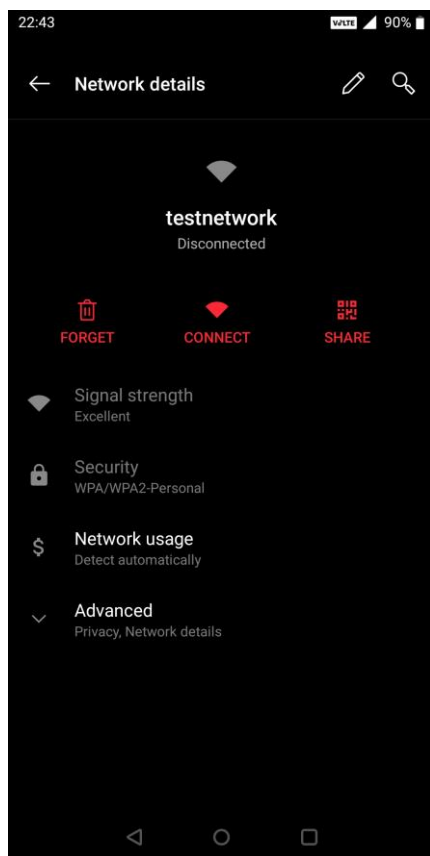 22:43 VoLTE 90%
Network details
testnetwork
Disconnected
FORGET CONNECT SHARE
Signal strength
Excellent
Security
WPA/WPA2-Personal
$ Network usage
Detect automatically
Advanced
Privacy, Network details